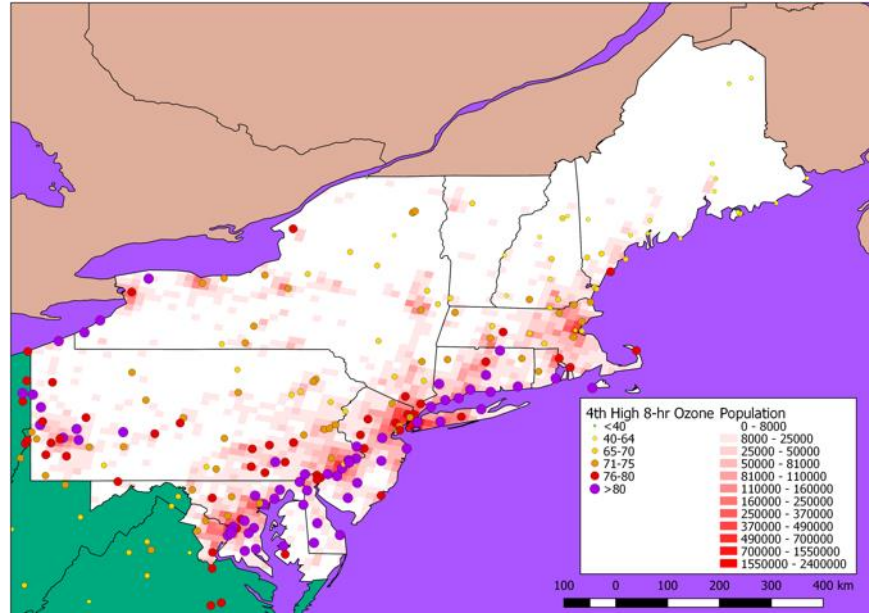 4th High 8-hr Ozone
<40
40-64
65-70
71-75
76-80
>80
Population
0 - 8000
8000 - 25000
25000 - 50000
50000 - 81000
81000 - 110000
110000 - 160000
160000 - 250000
250000 - 370000
370000 - 490000
490000 - 700000
700000 - 1550000
1550000 - 2400000
100 0 100 200 300 400 km